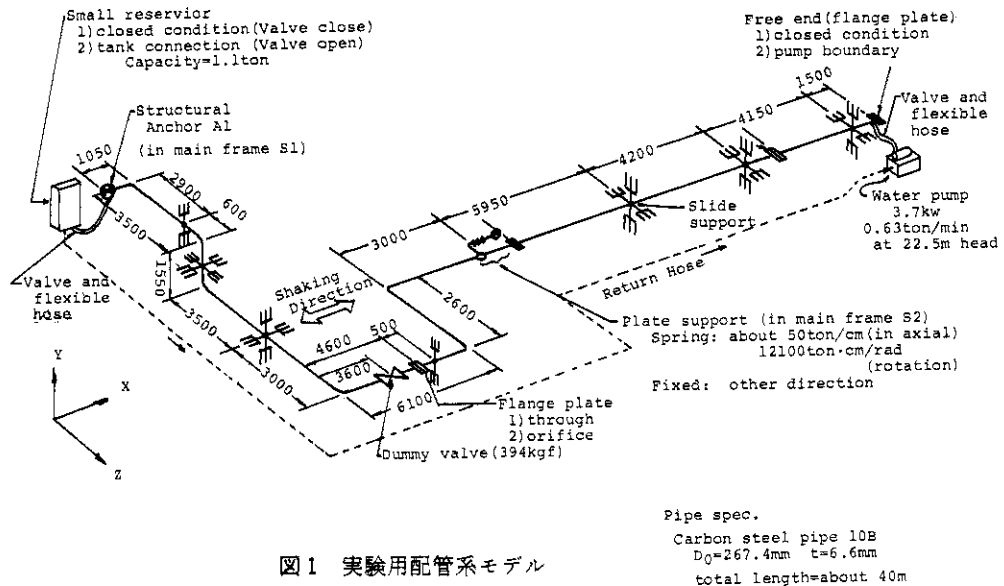 Small reservior
1)closed condition(Valve close)
2)tank connection (Valve open)
Capacity=1.1ton
Free end(flange plate)
1)closed condition
2)pump boundary
1500
Valve and
flexible
hose
Structural
Anchor A1
(in main frame S1)
4150
4200
1050
2900
600
5950
3500
3000
Slide
support
Water pump
3.7kw
0.63ton/min
at 22.5m head
1550
Valve and
flexible
hose
Shaking
Direction
Return Hose
2600
3500
Plate support (in main frame S2)
Spring: about 50ton/cm(in axial)
12100ton·cm/rad
(rotation)
Fixed: other direction
4600
500
3000
3600
6100
Flange plate
1)through
2)orifice
Dummy valve(394kgf)
Y
X
Z
Pipe spec.
Carbon steel pipe 10B
D0=267.4mm t=6.6mm
total length=about 40m
図1 実験用配管系モデル